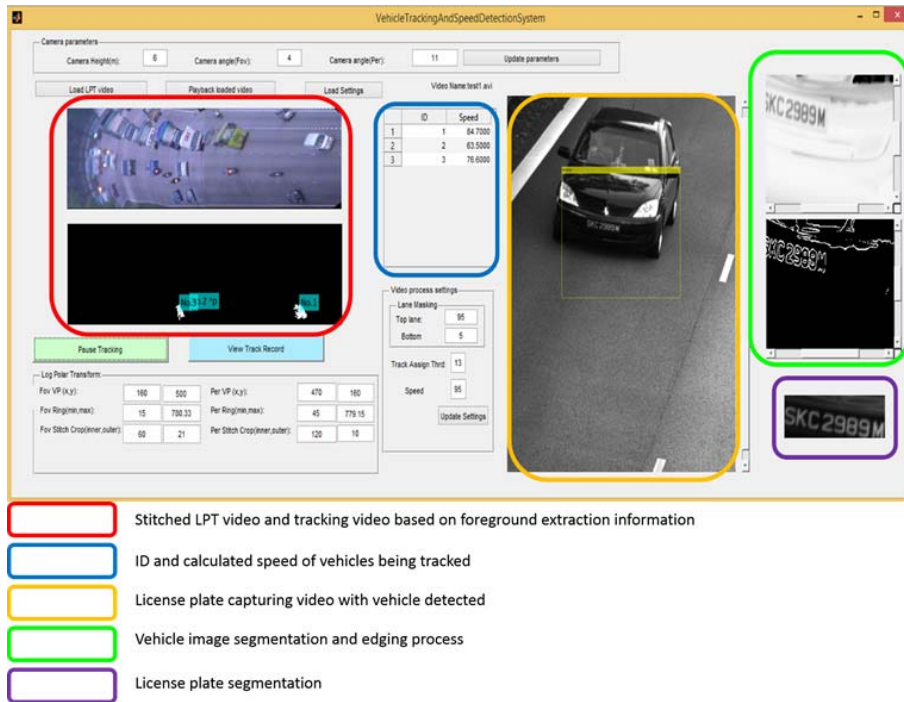 VehicleTrackingAndSpeedDetectionSystem
Camera parameters
Camera Height(m): 6 Camera angle(Fov): 4 Camera angle(Per): 11 Update parameters
Load LPT video Playback loaded video Load Settings Video Name:test1.avi
ID Speed
1 1 84.7000
2 2 63.5000
3 3 76.6000
SKC2989M
SKC2989M
SKC2989M
No.3 No.1
Video process settings
Lane Masking
Top lane: 95
Bottom 5
Track Assign Thrd: 13
Speed 95
Update Settings
Pause Tracking View Track Record
Log Polar Transform:
Fov VP (x,y): 160 500 Per VP (x,y): 470 160
Fov Ring(min,max): 15 780.33 Per Ring(min,max): 45 779.15
Fov Stitch Crop(inner,outer): 60 21 Per Stitch Crop(inner,outer): 120 10
SKC2989M
Stitched LPT video and tracking video based on foreground extraction information
ID and calculated speed of vehicles being tracked
License plate capturing video with vehicle detected
Vehicle image segmentation and edging process
License plate segmentation